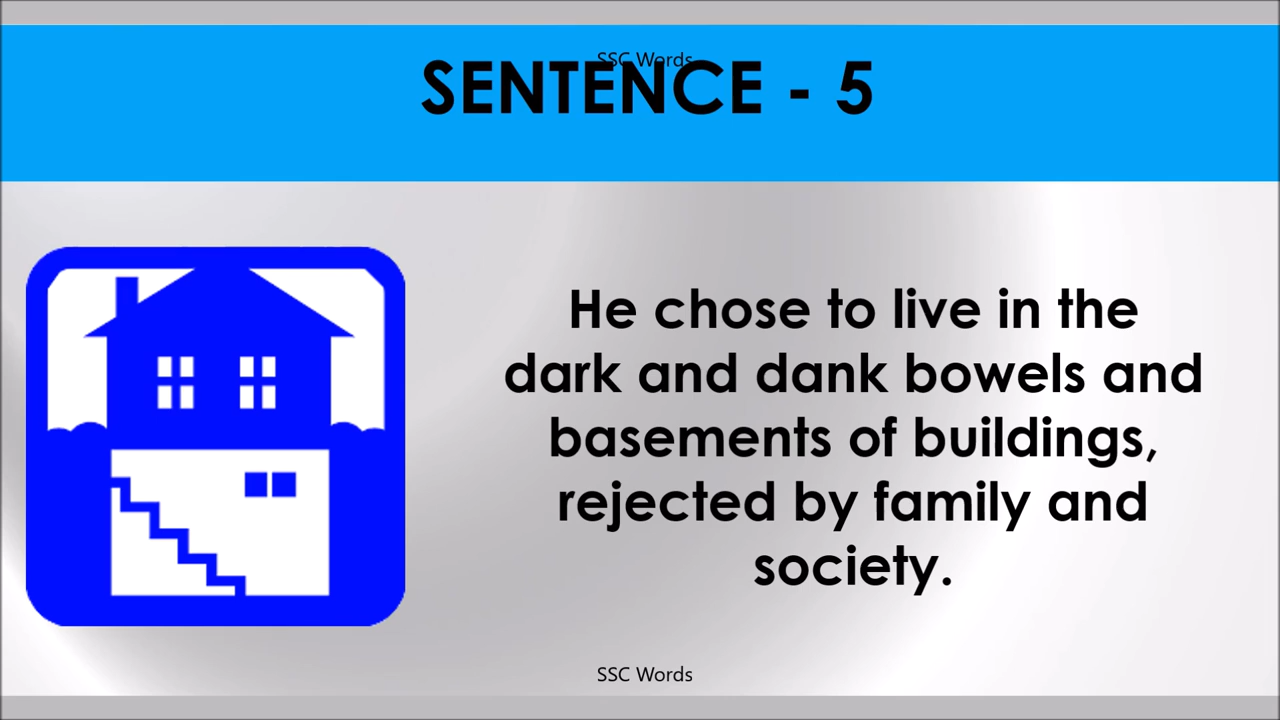 SSC Words
SENTENCE - 5
He chose to live in the
dark and dank bowels and
basements of buildings,
rejected by family and
society.
SSC Words